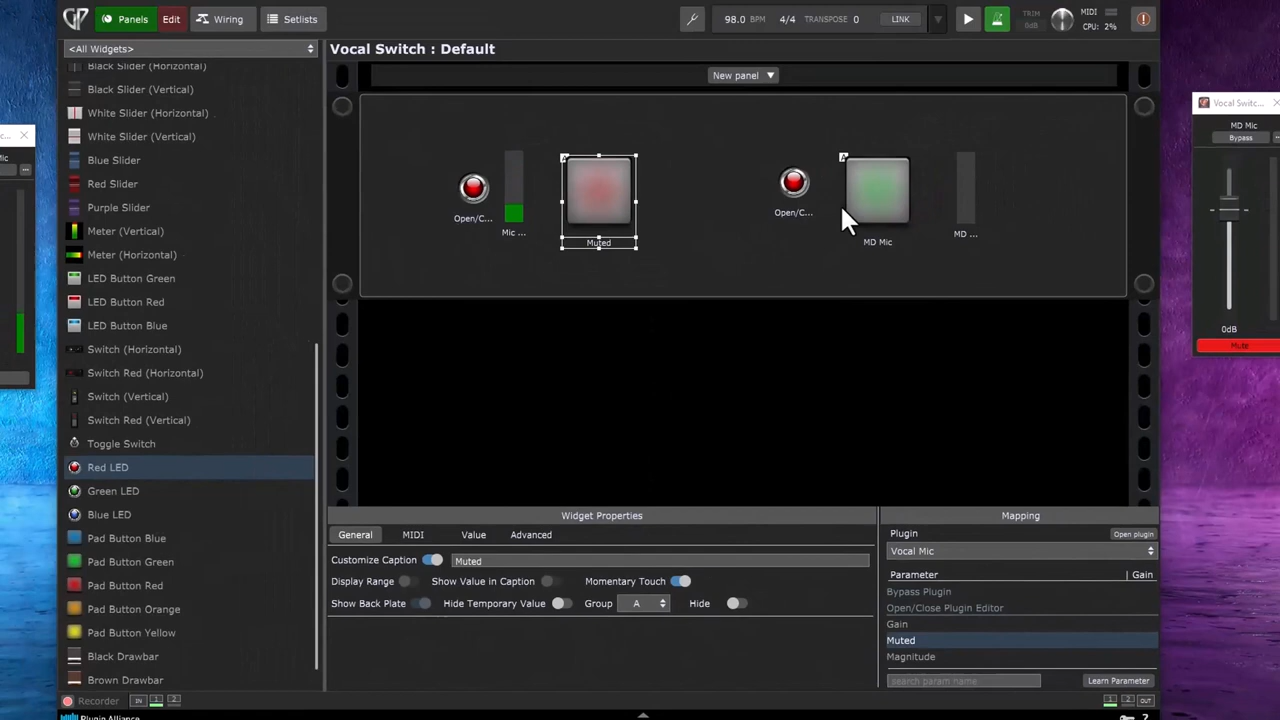 Panels
Edit
Wiring
Setlists
98.0 BPM
4/4
TRANSPOSE 0
LINK
TRIM
0dB
MIDI
CPU: 2%
<All Widgets>
Vocal Switch : Default
New panel
Black Slider (Horizontal)
Black Slider (Vertical)
White Slider (Horizontal)
White Slider (Vertical)
Blue Slider
Red Slider
Purple Slider
Meter (Vertical)
Meter (Horizontal)
LED Button Green
LED Button Red
LED Button Blue
Switch (Horizontal)
Switch Red (Horizontal)
Switch (Vertical)
Switch Red (Vertical)
Toggle Switch
Red LED
Green LED
Blue LED
Pad Button Blue
Pad Button Green
Pad Button Red
Pad Button Orange
Pad Button Yellow
Black Drawbar
Brown Drawbar
Recorder
IN
1
2
Open/C...
Mic ...
A
Muted
Open/C...
A
MD Mic
MD ...
Vocal Switc...
MD Mic
Bypass
0dB
Mute
Widget Properties
General
MIDI
Value
Advanced
Customize Caption
Muted
Display Range
Show Value in Caption
Momentary Touch
Show Back Plate
Hide Temporary Value
Group
A
Hide
Mapping
Plugin
Open plugin
Vocal Mic
Parameter
| Gain
Bypass Plugin
Open/Close Plugin Editor
Gain
Muted
Magnitude
search param name
Learn Parameter
1
2
OUT